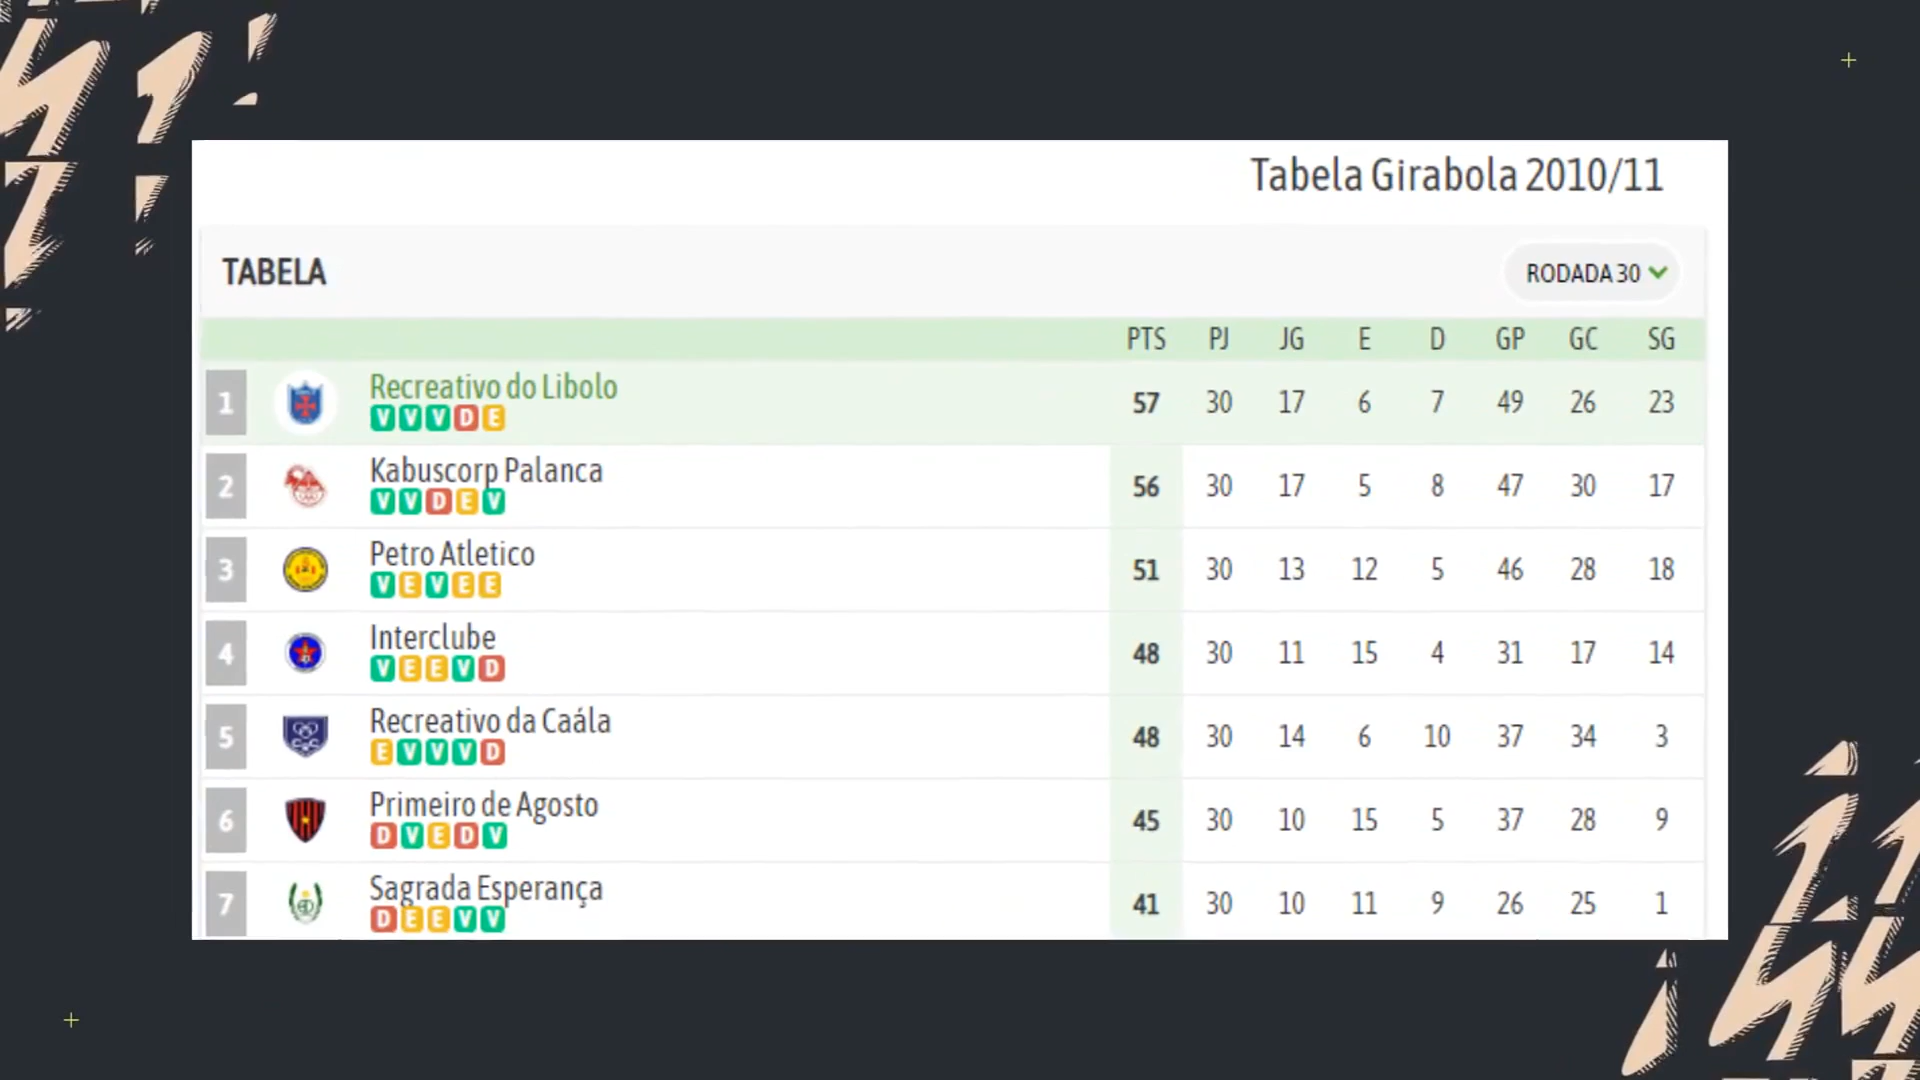 Tabela Girabola 2010/11
TABELA RODADA 30
PTS PJ JG E D GP GC SG
1 Recreativo do Libolo 57 30 17 6 7 49 26 23
V V V D E
2 Kabuscorp Palanca 56 30 17 5 8 47 30 17
V V D E V
3 Petro Atletico 51 30 13 12 5 46 28 18
V E V E E
4 Interclube 48 30 11 15 4 31 17 14
V E E V D
5 Recreativo da Caála 48 30 14 6 10 37 34 3
E V V V D
6 Primeiro de Agosto 45 30 10 15 5 37 28 9
D V E D V
7 Sagrada Esperança 41 30 10 11 9 26 25 1
D E E V V